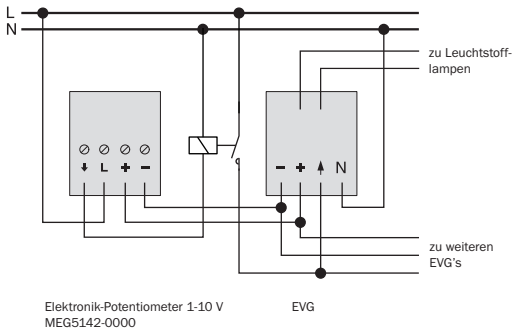 L
N
zu Leuchtstoff-
lampen
L + –
– + N
zu weiteren
EVG's
Elektronik-Potentiometer 1-10 V
MEG5142-0000
EVG